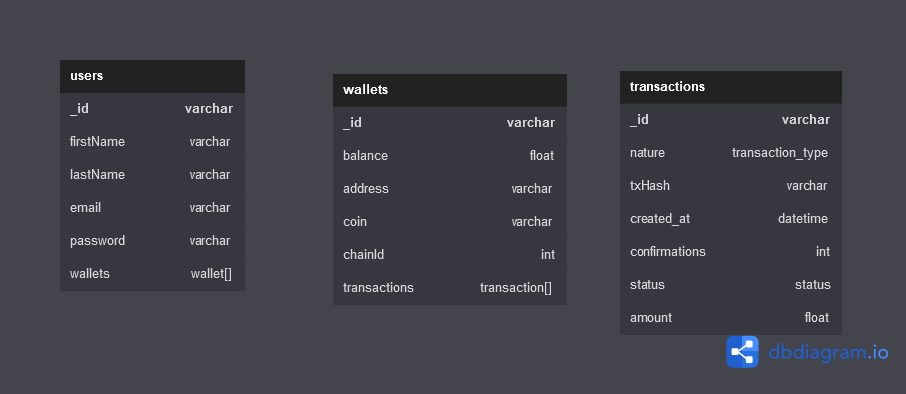 users
_id varchar
firstName varchar
lastName varchar
email varchar
password varchar
wallets wallet[]
wallets
_id varchar
balance float
address varchar
coin varchar
chainId int
transactions transaction[]
transactions
_id varchar
nature transaction_type
txHash varchar
created_at datetime
confirmations int
status status
amount float
dbdiagram.io